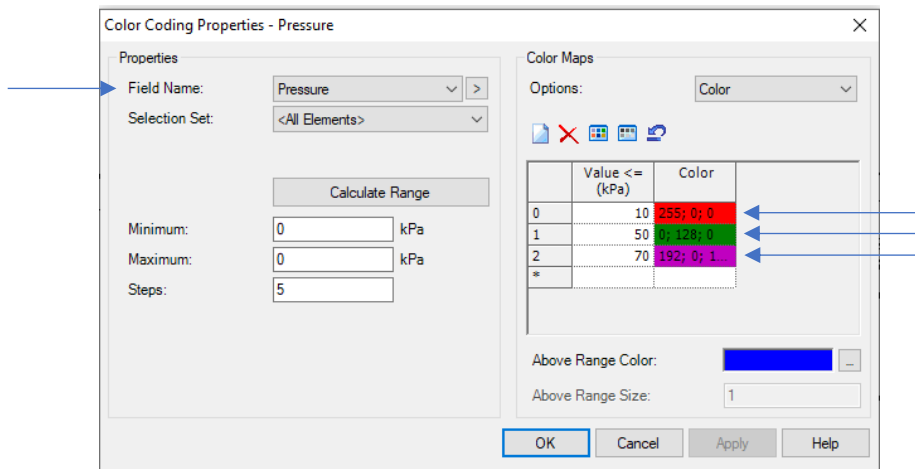 Color Coding Properties - Pressure
Properties
Field Name: Pressure >
Selection Set: <All Elements>
Calculate Range
Minimum: 0 kPa
Maximum: 0 kPa
Steps: 5
Color Maps
Options: Color
Value <= (kPa) Color
0 10 255; 0; 0
1 50 0; 128; 0
2 70 192; 0; 1...
*
Above Range Color: ...
Above Range Size: 1
OK Cancel Apply Help